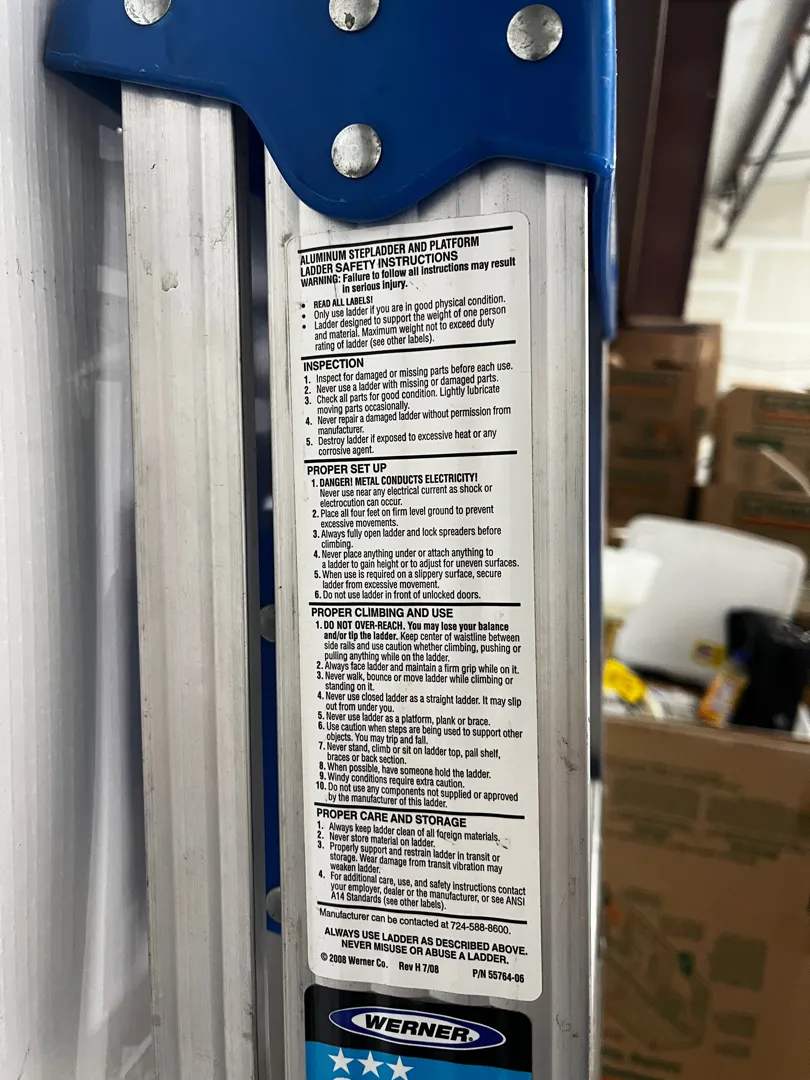 ALUMINUM STEPLADDER AND PLATFORM
LADDER SAFETY INSTRUCTIONS
WARNING: Failure to follow all instructions may result
in serious injury.
• READ ALL LABELS!
• Only use ladder if you are in good physical condition.
• Ladder designed to support the weight of one person
and material. Maximum weight not to exceed duty
rating of ladder (see other labels).
INSPECTION
1. Inspect for damaged or missing parts before each use.
2. Never use a ladder with missing or damaged parts.
3. Check all parts for good condition. Lightly lubricate
moving parts occasionally.
4. Never repair a damaged ladder without permission from
manufacturer.
5. Destroy ladder if exposed to excessive heat or any
corrosive agent.
PROPER SET UP
1. DANGER! METAL CONDUCTS ELECTRICITY!
Never use near any electrical current as shock or
electrocution can occur.
2. Place all four feet on firm level ground to prevent
excessive movements.
3. Always fully open ladder and lock spreaders before
climbing.
4. Never place anything under or attach anything to
a ladder to gain height or to adjust for uneven surfaces.
5. When use is required on a slippery surface, secure
ladder from excessive movement.
6. Do not use ladder in front of unlocked doors.
PROPER CLIMBING AND USE
1. DO NOT OVER-REACH. You may lose your balance
and/or tip the ladder. Keep center of waistline between
side rails and use caution whether climbing, pushing or
pulling anything while on the ladder.
2. Always face ladder and maintain a firm grip while on it.
3. Never walk, bounce or move ladder while climbing or
standing on it.
4. Never use closed ladder as a straight ladder. It may slip
out from under you.
5. Never use ladder as a platform, plank or brace.
6. Use caution when steps are being used to support other
objects. You may trip and fall.
7. Never stand, climb or sit on ladder top, pail shelf,
braces or back section.
8. When possible, have someone hold the ladder.
9. Windy conditions require extra caution.
10. Do not use any components not supplied or approved
by the manufacturer of this ladder.
PROPER CARE AND STORAGE
1. Always keep ladder clean of all foreign materials.
2. Never store material on ladder.
3. Properly support and restrain ladder in transit or
storage. Wear damage from transit vibration may
weaken ladder.
4. For additional care, use, and safety instructions contact
your employer, dealer or the manufacturer, or see ANSI
A14 Standards (see other labels).
Manufacturer can be contacted at 724-588-8600.
ALWAYS USE LADDER AS DESCRIBED ABOVE.
NEVER MISUSE OR ABUSE A LADDER.
© 2008 Werner Co. Rev H 7/08 P/N 55764-06
WERNER